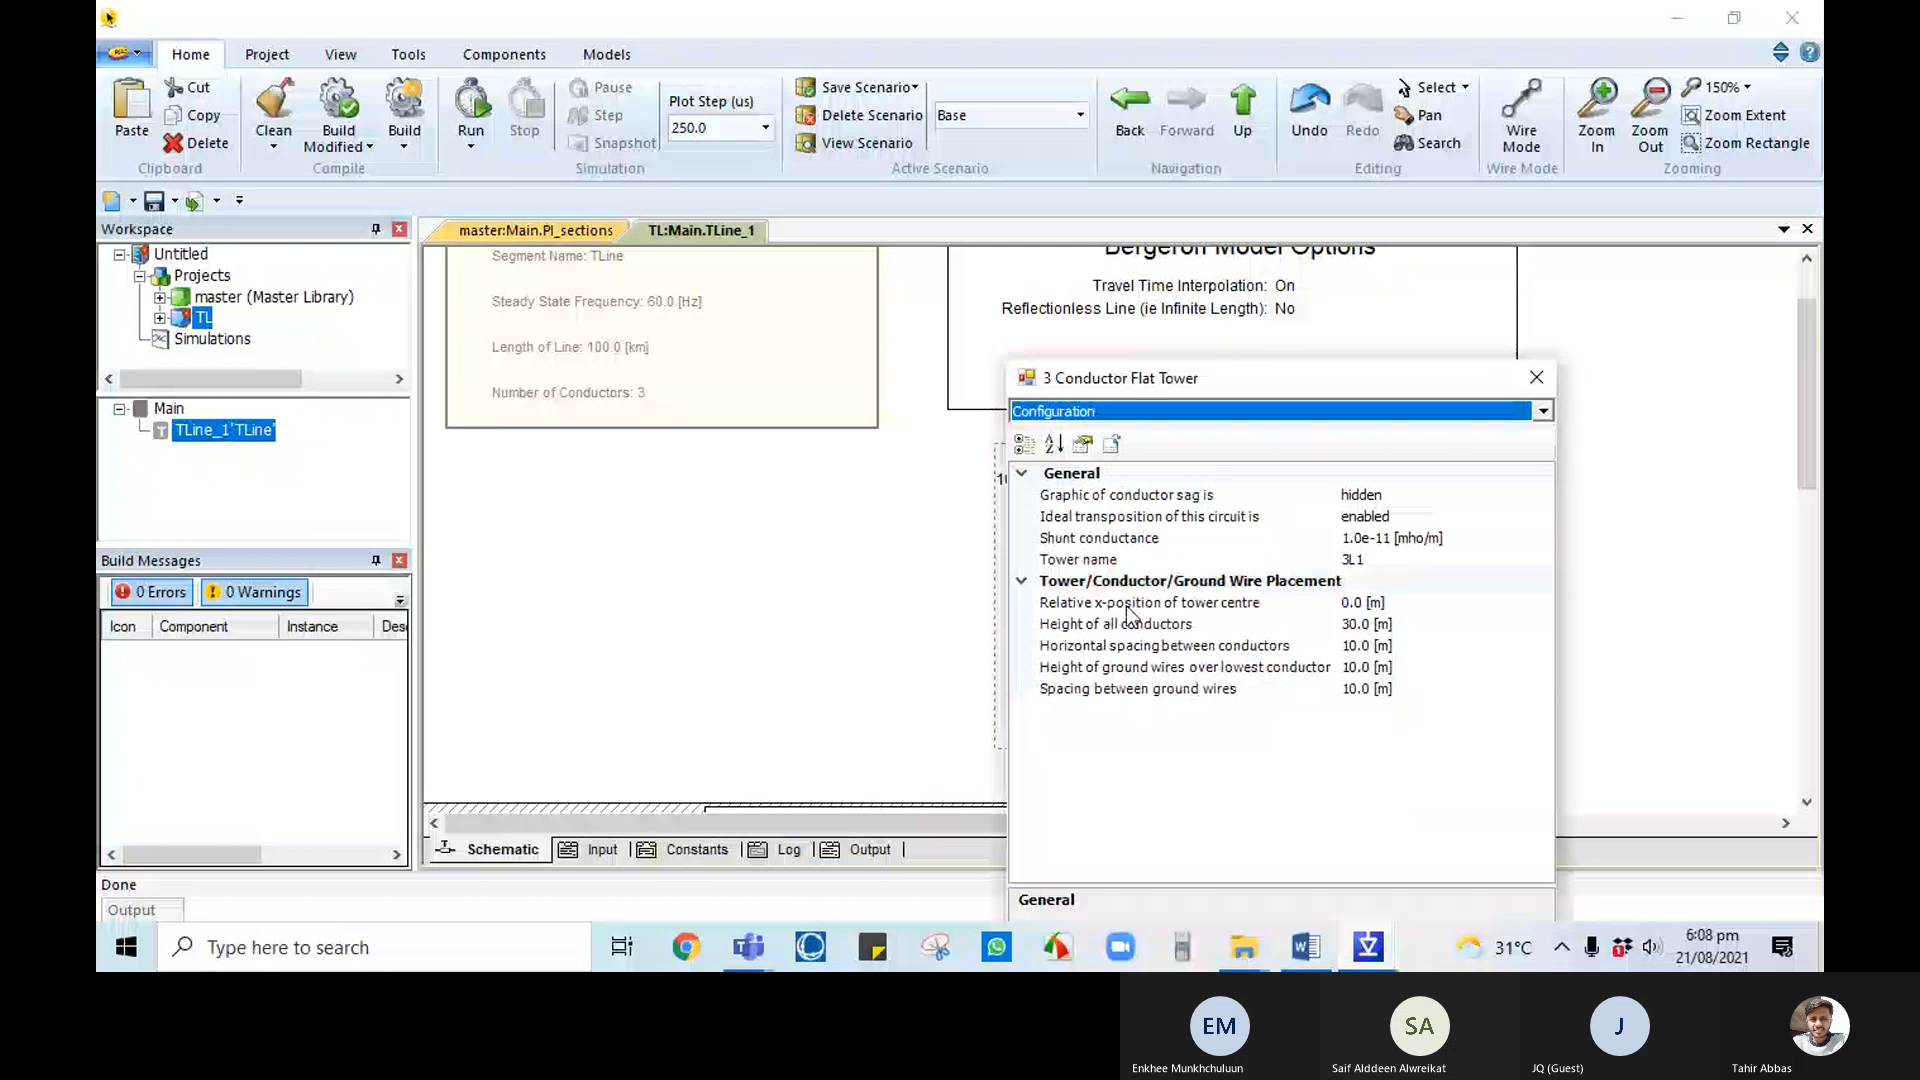 Home Project View Tools Components Models
Paste
Cut
Copy
Delete
Clipboard
Clean
Build Modified
Build
Compile
Run
Stop
Pause
Step
Snapshot
Simulation
Plot Step (us)
250.0
Save Scenario
Delete Scenario
View Scenario
Base
Active Scenario
Back
Forward
Up
Navigation
Undo
Redo
Select
Pan
Search
Editing
Wire Mode
Wire Mode
Zoom In
Zoom Out
150%
Zoom Extent
Zoom Rectangle
Zooming
Workspace
Untitled
Projects
master (Master Library)
TL
Simulations
Main
TLine_1'TLine'
Build Messages
0 Errors
0 Warnings
Icon Component Instance Des
master:Main.PI_sections
TL:Main.TLine_1
Segment Name: TLine
Steady State Frequency: 60.0 [Hz]
Length of Line: 100.0 [km]
Number of Conductors: 3
Bergeron Model Options
Travel Time Interpolation: On
Reflectionless Line (ie Infinite Length): No
3 Conductor Flat Tower
Configuration
General
Graphic of conductor sag is hidden
Ideal transposition of this circuit is enabled
Shunt conductance 1.0e-11 [mho/m]
Tower name 3L1
Tower/Conductor/Ground Wire Placement
Relative x-position of tower centre 0.0 [m]
Height of all conductors 30.0 [m]
Horizontal spacing between conductors 10.0 [m]
Height of ground wires over lowest conductor 10.0 [m]
Spacing between ground wires 10.0 [m]
General
Schematic Input Constants Log Output
Done
Output
Type here to search
31°C
6:08 pm
21/08/2021
EM
Enkhee Munkhchuluun
SA
Saif Alddeen Alwreikat
J
JQ (Guest)
Tahir Abbas